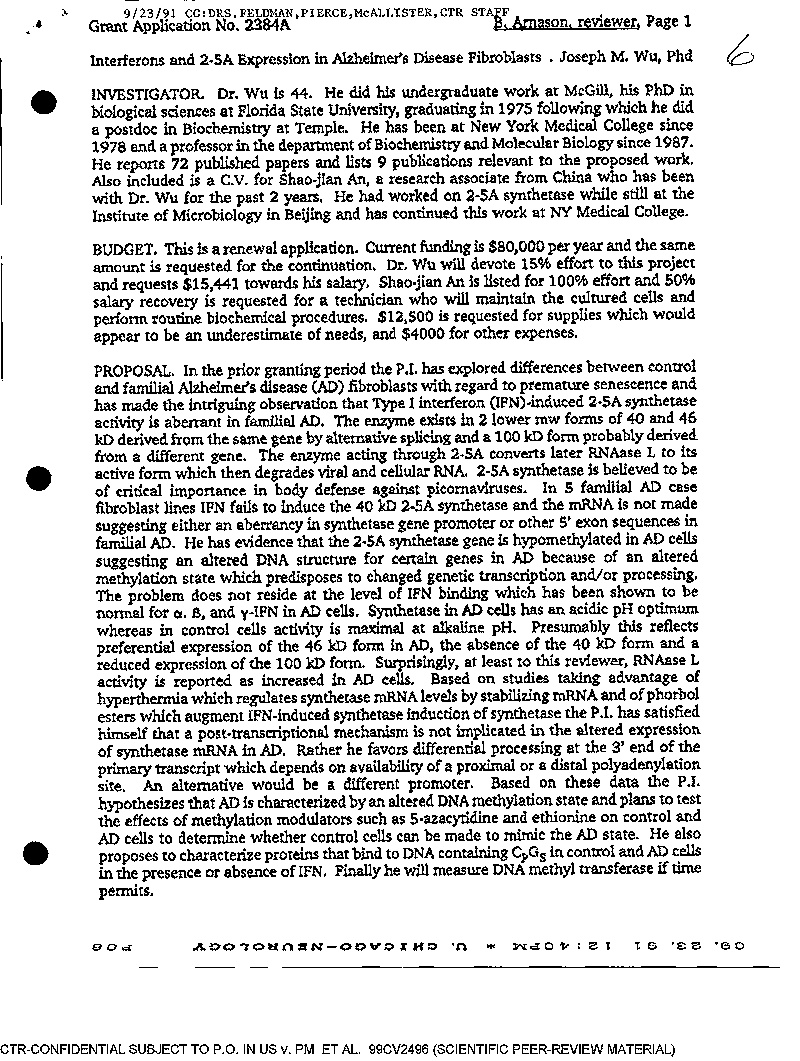 9/23/91 CC:DRS. FELDMAN,PIERCE,McALLISTER,CTR STAFF
Grant Application No. 2384A B. Arnason, reviewer, Page 1
6
Interferons and 2-5A Expression in Alzheimer's Disease Fibroblasts . Joseph M. Wu, Phd
INVESTIGATOR. Dr. Wu is 44. He did his undergraduate work at McGill, his PhD in
biological sciences at Florida State University, graduating in 1975 following which he did
a postdoc in Biochemistry at Temple. He has been at New York Medical College since
1978 and a professor in the department of Biochemistry and Molecular Biology since 1987.
He reports 72 published papers and lists 9 publications relevant to the proposed work.
Also included is a C.V. for Shao-jian An, a research associate from China who has been
with Dr. Wu for the past 2 years. He had worked on 2-5A synthetase while still at the
Institute of Microbiology in Beijing and has continued this work at NY Medical College.
BUDGET. This is a renewal application. Current funding is $80,000 per year and the same
amount is requested for the continuation. Dr. Wu will devote 15% effort to this project
and requests $15,441 towards his salary. Shao-jian An is listed for 100% effort and 50%
salary recovery is requested for a technician who will maintain the cultured cells and
perform routine biochemical procedures. $12,500 is requested for supplies which would
appear to be an underestimate of needs, and $4000 for other expenses.
PROPOSAL. In the prior granting period the P.I. has explored differences between control
and familial Alzheimer's disease (AD) fibroblasts with regard to premature senescence and
has made the intriguing observation that Type I interferon (IFN)-induced 2-5A synthetase
activity is aberrant in familial AD. The enzyme exists in 2 lower mw forms of 40 and 46
kD derived from the same gene by alternative splicing and a 100 kD form probably derived
from a different gene. The enzyme acting through 2-5A converts later RNAase L to its
active form which then degrades viral and cellular RNA. 2-5A synthetase is believed to be
of critical importance in body defense against picornaviruses. In 5 familial AD case
fibroblast lines IFN fails to induce the 40 kD 2-5A synthetase and the mRNA is not made
suggesting either an aberrancy in synthetase gene promoter or other 5' exon sequences in
familial AD. He has evidence that the 2-5A synthetase gene is hypomethylated in AD cells
suggesting an altered DNA structure for certain genes in AD because of an altered
methylation state which predisposes to changed genetic transcription and/or processing.
The problem does not reside at the level of IFN binding which has been shown to be
normal for α. ß, and γ-IFN in AD cells. Synthetase in AD cells has an acidic pH optimum
whereas in control cells activity is maximal at alkaline pH. Presumably this reflects
preferential expression of the 46 kD form in AD, the absence of the 40 kD form and a
reduced expression of the 100 kD form. Surprisingly, at least to this reviewer, RNAase L
activity is reported as increased in AD cells. Based on studies taking advantage of
hyperthermia which regulates synthetase mRNA levels by stabilizing mRNA and of phorbol
esters which augment IFN-induced synthetase induction of synthetase the P.I. has satisfied
himself that a post-transcriptional mechanism is not implicated in the altered expression
of synthetase mRNA in AD. Rather he favors differential processing at the 3' end of the
primary transcript which depends on availability of a proximal or a distal polyadenylation
site. An alternative would be a different promoter. Based on these data the P.I.
hypothesizes that AD is characterized by an altered DNA methylation state and plans to test
the effects of methylation modulators such as 5-azacytidine and ethionine on control and
AD cells to determine whether control cells can be made to mimic the AD state. He also
proposes to characterize proteins that bind to DNA containing CpGs in control and AD cells
in the presence or absence of IFN. Finally he will measure DNA methyl transferase if time
permits.
09. 23. 91 12:40PM * U. CHICAGO-NEUROLOGY P06
CTR-CONFIDENTIAL SUBJECT TO P.O. IN US v. PM ET AL. 99CV2496 (SCIENTIFIC PEER-REVIEW MATERIAL)